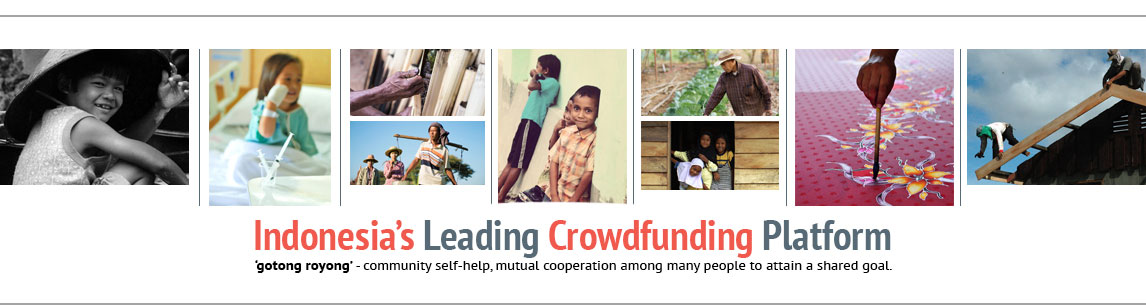 Indonesia's Leading Crowdfunding Platform
'gotong royong' - community self-help, mutual cooperation among many people to attain a shared goal.